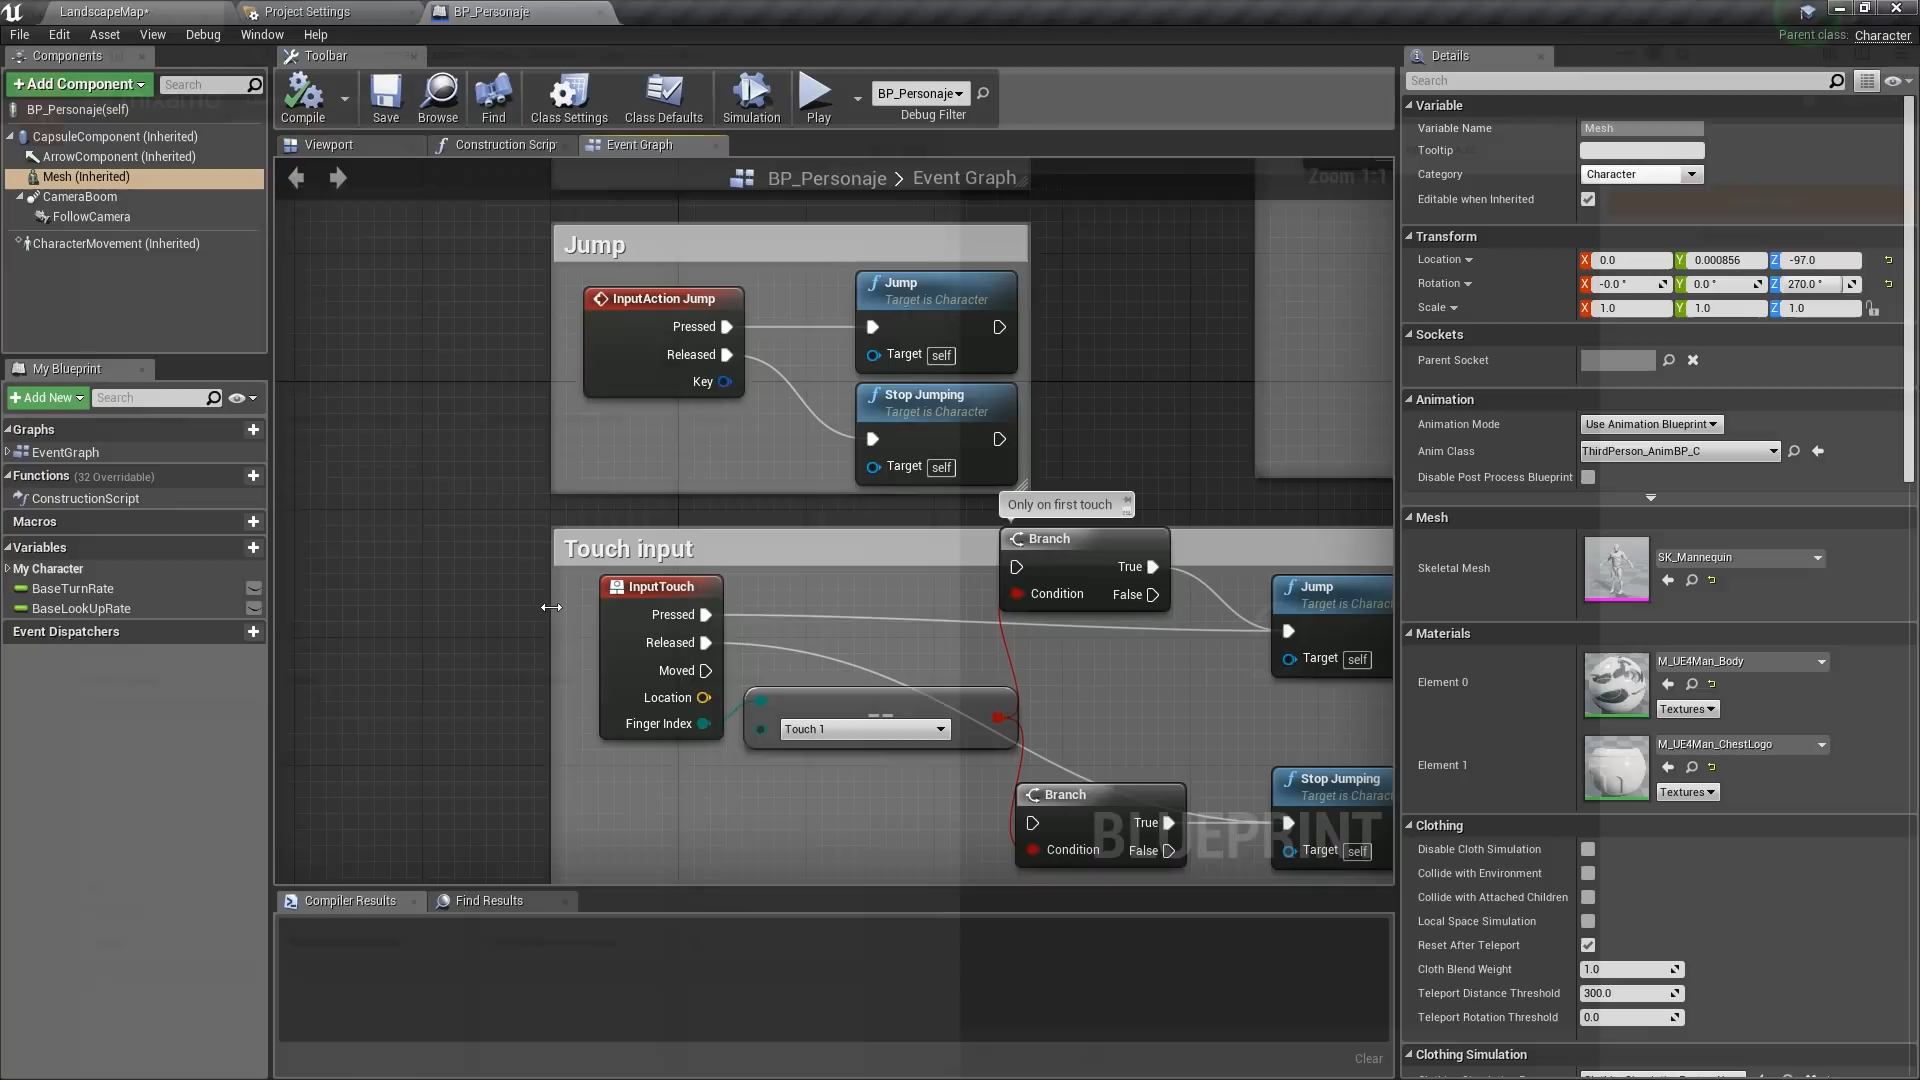 LandscapeMap*
Project Settings
BP_Personaje
File Edit Asset View Debug Window Help
Parent class: Character
Components
Toolbar
Details
+Add Component
Search
BP_Personaje(self)
CapsuleComponent (Inherited)
ArrowComponent (Inherited)
Mesh (Inherited)
CameraBoom
FollowCamera
CharacterMovement (Inherited)
Compile
Save
Browse
Find
Class Settings
Class Defaults
Simulation
Play
BP_Personaje
Debug Filter
Viewport
Construction Scrip
Event Graph
BP_Personaje > Event Graph
Zoom 1:1
Jump
InputAction Jump
Pressed
Released
Key
Jump
Target is Character
Target self
Stop Jumping
Target is Character
Target self
Only on first touch
Touch input
InputTouch
Pressed
Released
Moved
Location
Finger Index
==
Touch 1
Branch
True
Condition
False
Branch
True
Condition
False
Jump
Target is Charac
Target self
Stop Jumping
Target is Charac
Target self
BLUEPRINT
My Blueprint
+Add New
Search
Graphs
EventGraph
Functions (32 Overridable)
ConstructionScript
Macros
Variables
My Character
BaseTurnRate
BaseLookUpRate
Event Dispatchers
Compiler Results
Find Results
Clear
Search
Variable
Variable Name Mesh
Tooltip
Category Character
Editable when Inherited
Transform
Location X 0.0 Y 0.000856 Z -97.0
Rotation X -0.0 ° Y 0.0 ° Z 270.0 °
Scale X 1.0 Y 1.0 Z 1.0
Sockets
Parent Socket
Animation
Animation Mode Use Animation Blueprint
Anim Class ThirdPerson_AnimBP_C
Disable Post Process Blueprint
Mesh
Skeletal Mesh SK_Mannequin
Materials
Element 0 M_UE4Man_Body
Textures
Element 1 M_UE4Man_ChestLogo
Textures
Clothing
Disable Cloth Simulation
Collide with Environment
Collide with Attached Children
Local Space Simulation
Reset After Teleport
Cloth Blend Weight 1.0
Teleport Distance Threshold 300.0
Teleport Rotation Threshold 0.0
Clothing Simulation